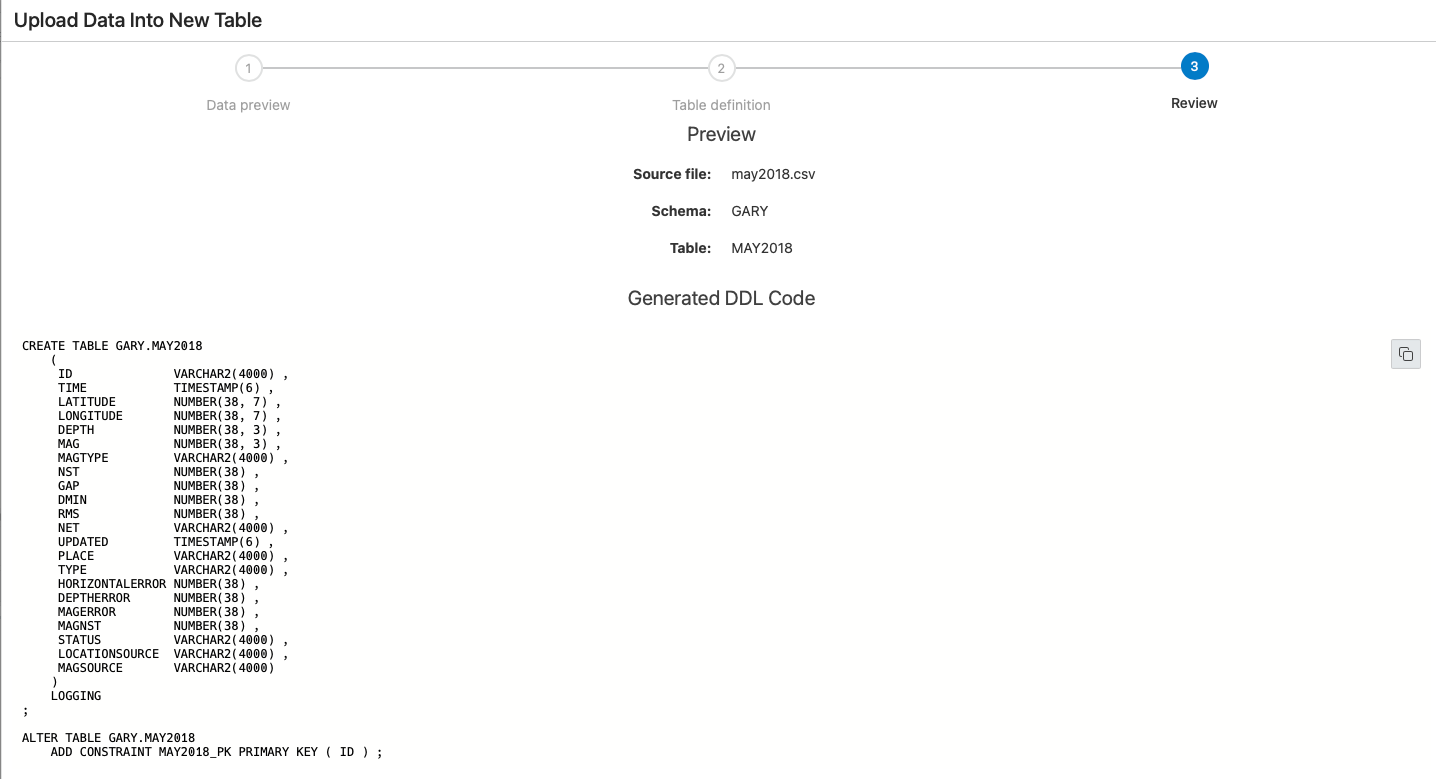 Upload Data Into New Table
1
2
3
Data preview
Table definition
Review
Preview
Source file: may2018.csv
Schema: GARY
Table: MAY2018
Generated DDL Code
CREATE TABLE GARY.MAY2018
(
ID VARCHAR2(4000) ,
TIME TIMESTAMP(6) ,
LATITUDE NUMBER(38, 7) ,
LONGITUDE NUMBER(38, 7) ,
DEPTH NUMBER(38, 3) ,
MAG NUMBER(38, 3) ,
MAGTYPE VARCHAR2(4000) ,
NST NUMBER(38) ,
GAP NUMBER(38) ,
DMIN NUMBER(38) ,
RMS NUMBER(38) ,
NET VARCHAR2(4000) ,
UPDATED TIMESTAMP(6) ,
PLACE VARCHAR2(4000) ,
TYPE VARCHAR2(4000) ,
HORIZONTALERROR NUMBER(38) ,
DEPTHERROR NUMBER(38) ,
MAGERROR NUMBER(38) ,
MAGNST NUMBER(38) ,
STATUS VARCHAR2(4000) ,
LOCATIONSOURCE VARCHAR2(4000) ,
MAGSOURCE VARCHAR2(4000)
)
LOGGING
;
ALTER TABLE GARY.MAY2018
ADD CONSTRAINT MAY2018_PK PRIMARY KEY ( ID ) ;